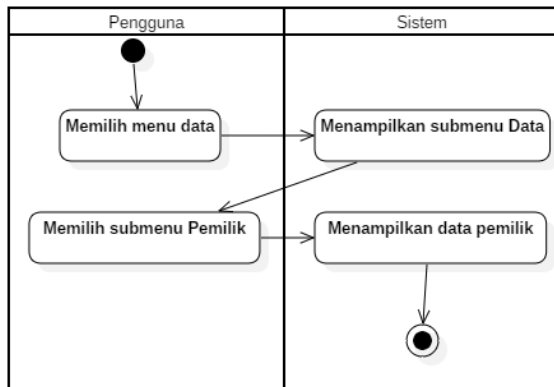 Pengguna
Sistem
Memilih menu data
Menampilkan submenu Data
Memilih submenu Pemilik
Menampilkan data pemilik